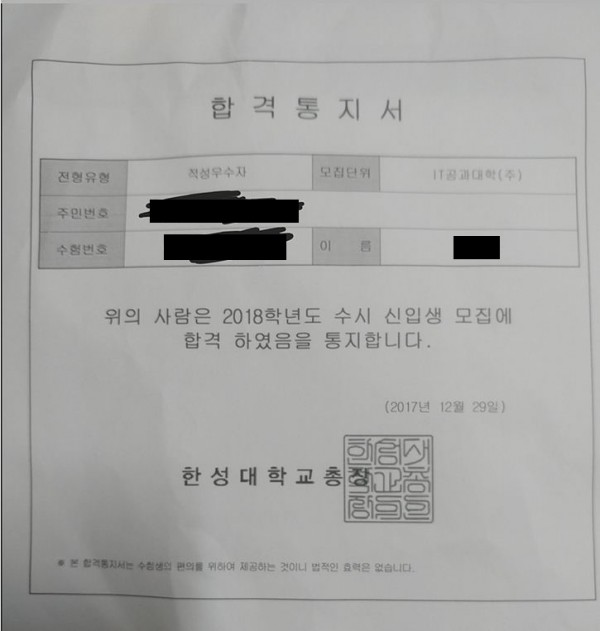 합격통지서
전형유형 적성우수자 모집단위 IT공과대학(주)
주민번호
수험번호 이 름
위의 사람은 2018학년도 수시 신입생 모집에
합격 하였음을 통지합니다.
(2017년 12월 29일)
한성대학교총장
※ 본 합격통지서는 수험생의 편의를 위하여 제공하는 것이니 법적인 효력은 없습니다.